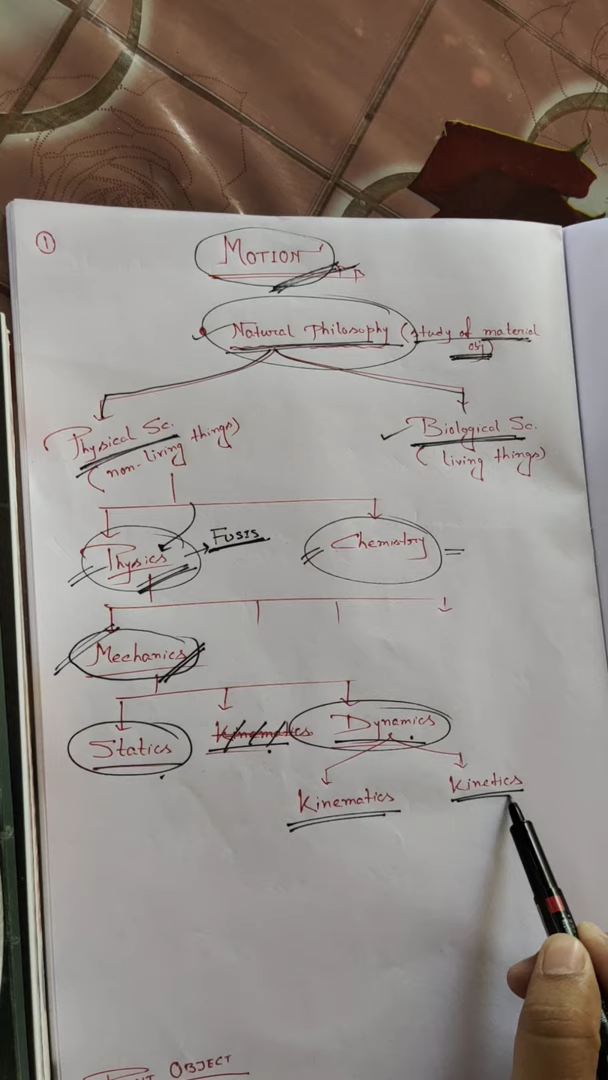 1
MOTION
Natural Philosophy (study of material
obj)
Physical Sc.
(non-living things)
Biological Sc.
(living things)
Physics
FUSIS
Chemistry
Mechanics
Statics
Kinematics
Dynamics
Kinematics
Kinetics
OBJECT